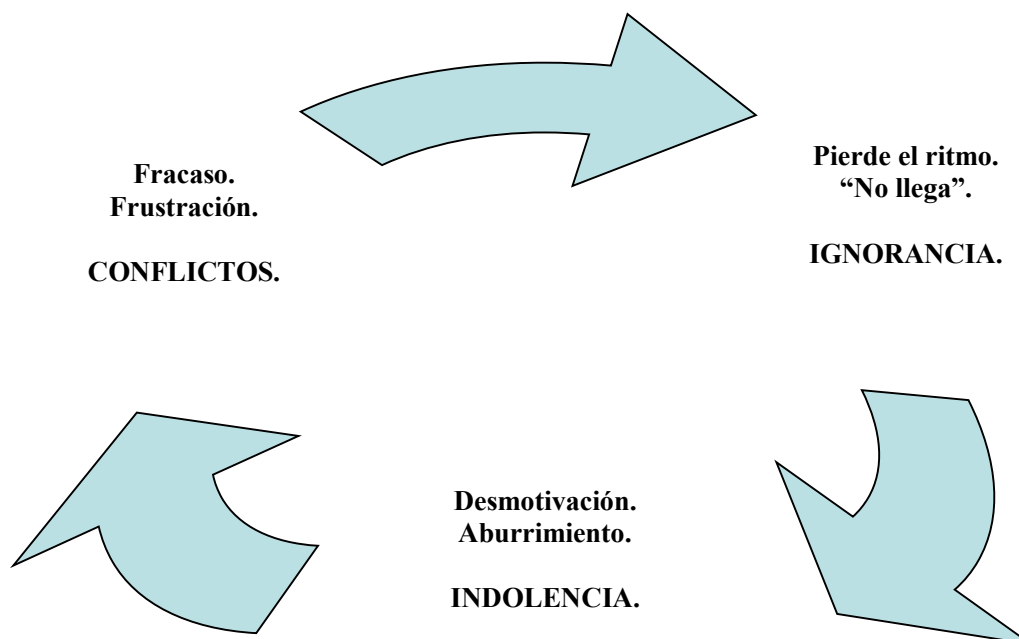 Fracaso.
Frustración.
CONFLICTOS.
Pierde el ritmo.
“No llega”.
IGNORANCIA.
Desmotivación.
Aburrimiento.
INDOLENCIA.